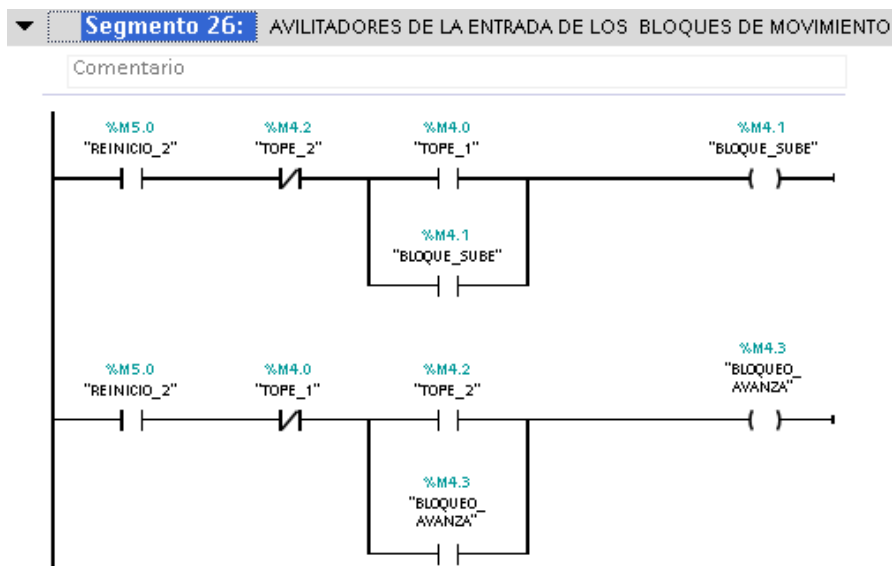 Segmento 26: AVILITADORES DE LA ENTRADA DE LOS BLOQUES DE MOVIMIENTO
Comentario
%M5.0 %M4.2 %M4.0 %M4.1
"REINICIO_2" "TOPE_2" "TOPE_1" "BLOQUE_SUBE"
%M4.1
"BLOQUE_SUBE"
%M4.3
%M5.0 %M4.0 %M4.2 "BLOQUEO_
"REINICIO_2" "TOPE_1" "TOPE_2" AVANZA"
%M4.3
"BLOQUEO_
AVANZA"